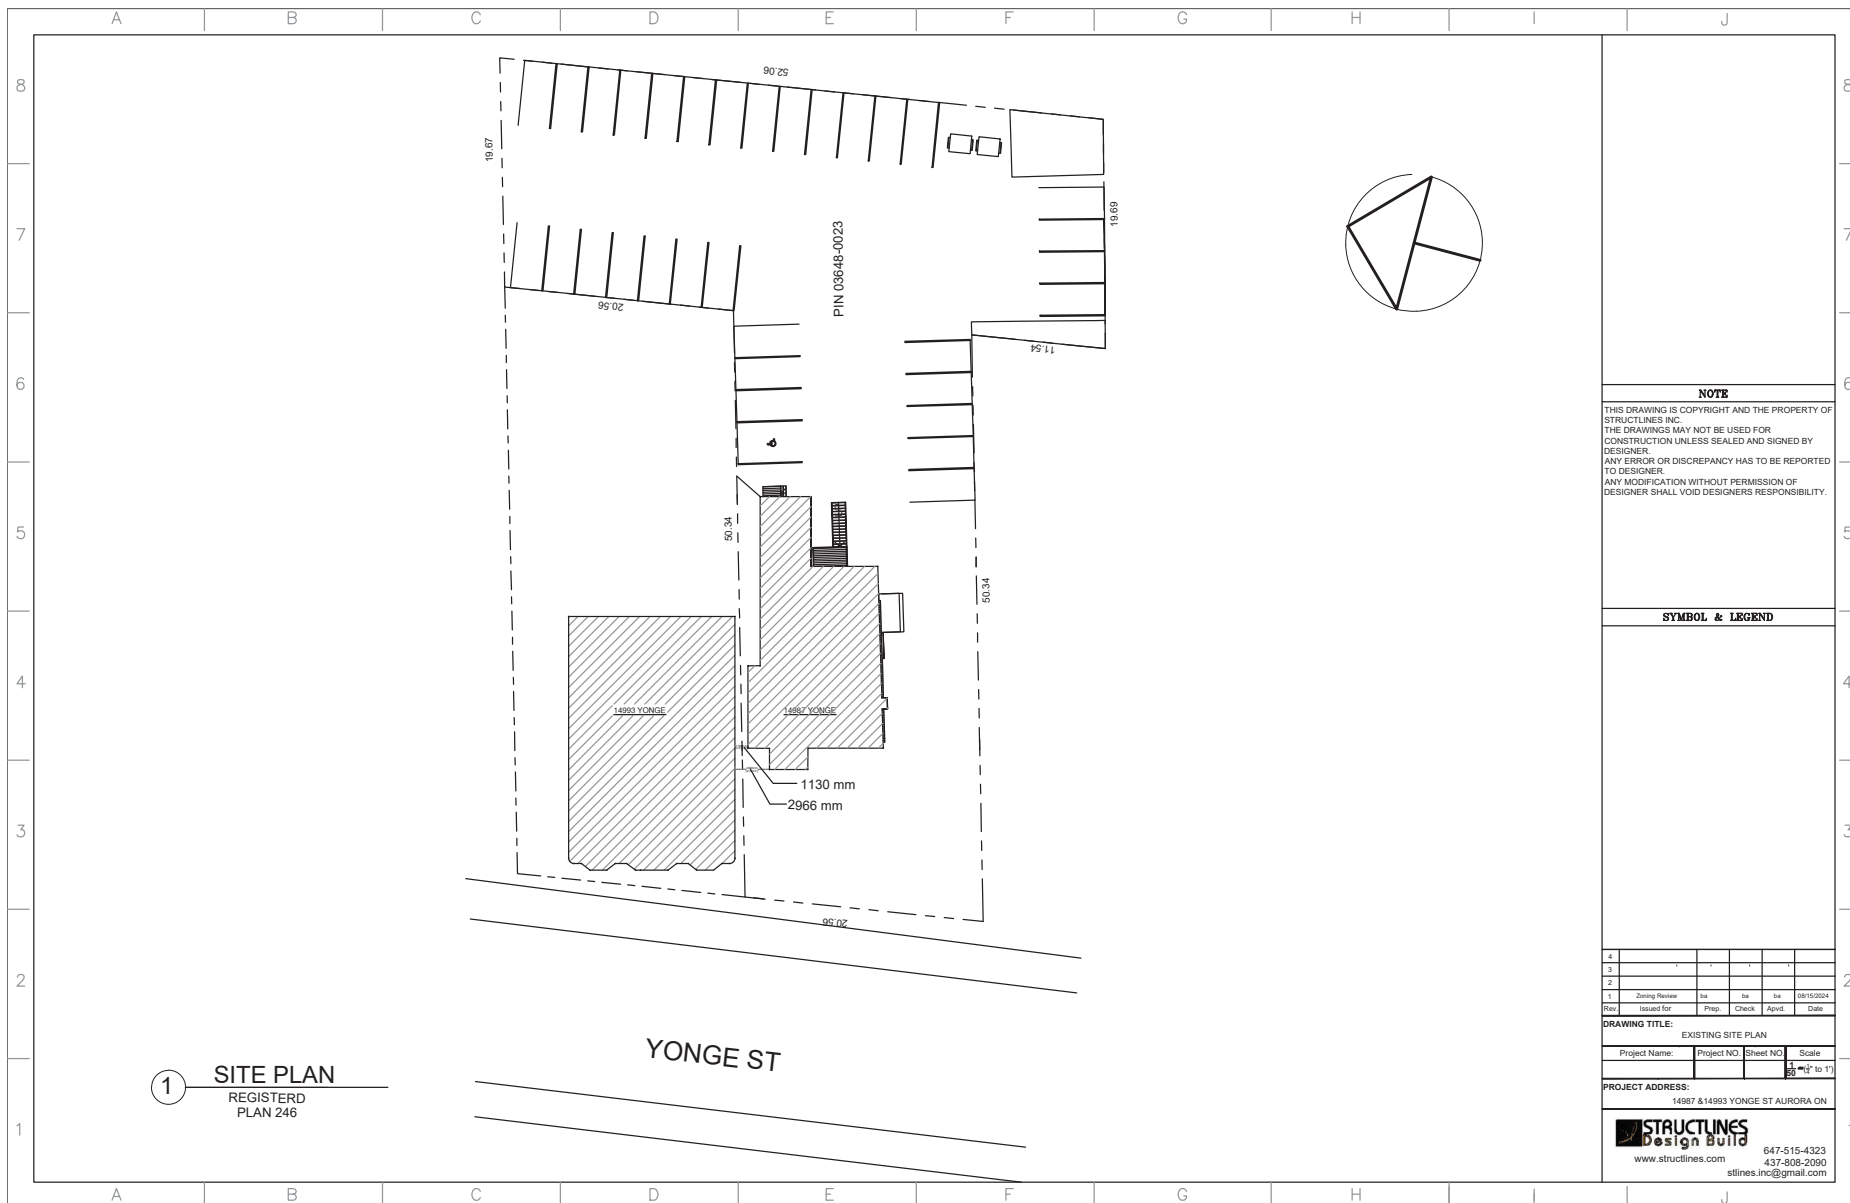 A B C D E F G H I J
8 8
7 7
6 6
5 5
4 4
3 3
2 2
1
52.06
19.67
19.69
PIN 03648-0023
20.56
11.54
50.34
50.34
14993 YONGE
14987 YONGE
1130 mm
2966 mm
20.56
YONGE ST
1
SITE PLAN
REGISTERD
PLAN 246
NOTE
THIS DRAWING IS COPYRIGHT AND THE PROPERTY OF
STRUCTLINES INC.
THE DRAWINGS MAY NOT BE USED FOR
CONSTRUCTION UNLESS SEALED AND SIGNED BY
DESIGNER.
ANY ERROR OR DISCREPANCY HAS TO BE REPORTED
TO DESIGNER.
ANY MODIFICATION WITHOUT PERMISSION OF
DESIGNER SHALL VOID DESIGNERS RESPONSIBILITY.
SYMBOL & LEGEND
4
3
2
1 Zoning Review ba ba ba 08/15/2024
Rev. Issued for Prep. Check Apvd. Date
DRAWING TITLE:
EXISTING SITE PLAN
Project Name: Project NO. Sheet NO. Scale
PROJECT ADDRESS:
14987 &14993 YONGE ST AURORA ON
STRUCTLINES
Design Build
www.structlines.com
647-515-4323
437-808-2090
stlines.inc@gmail.com
A B C D E F G H I J